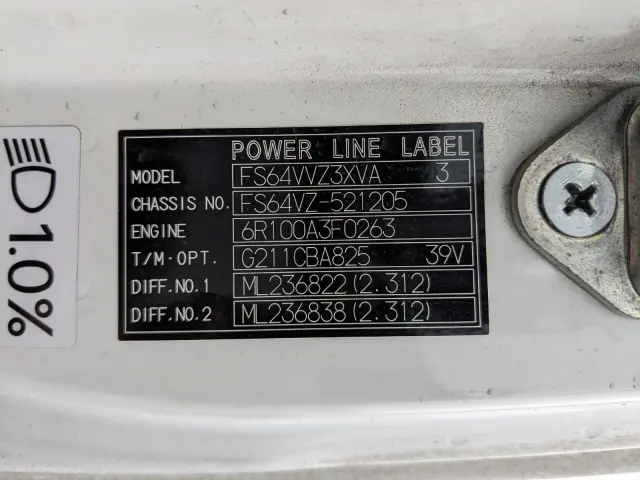 POWER LINE LABEL
MODEL FS64VVZ3XVA 3
CHASSIS NO. FS64VZ-521205
ENGINE 6R100A3F0263
T/M·OPT. G211CBA825 39V
DIFF.NO.1 ML236822(2.312)
DIFF.NO.2 ML236838(2.312)
1.0%